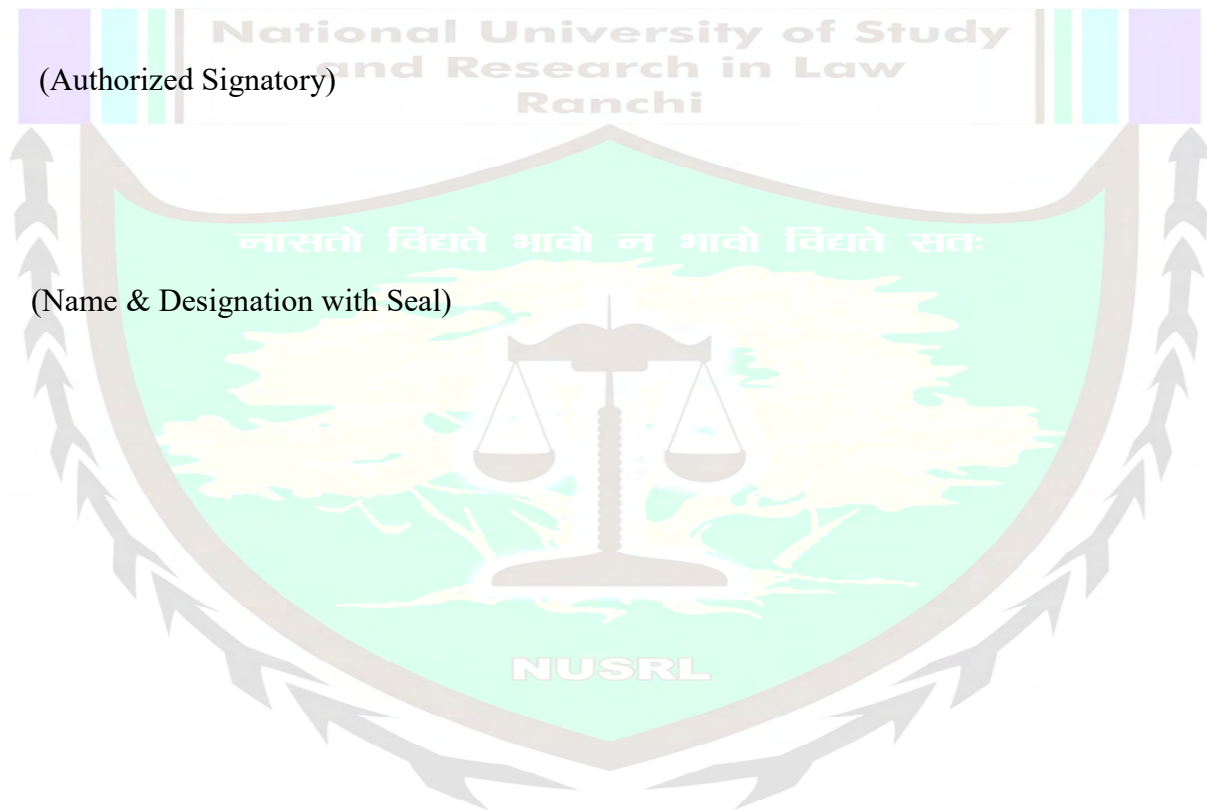 National University of Study
and Research in Law
Ranchi
(Authorized Signatory)
नासतो विद्यते भावो न भावो विद्यते सतः
(Name & Designation with Seal)
NUSRL